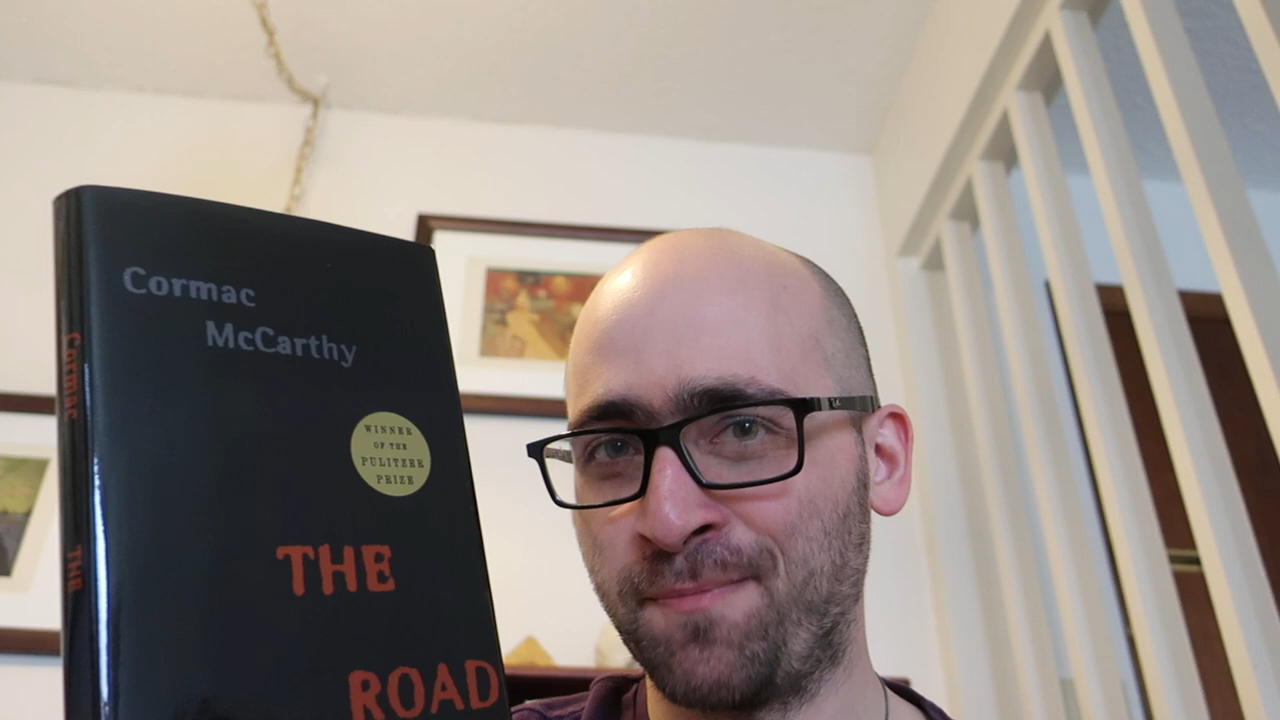 Cormac
McCarthy
WINNER
OF THE
PULITZER
PRIZE
THE
ROAD
Cormac
THE